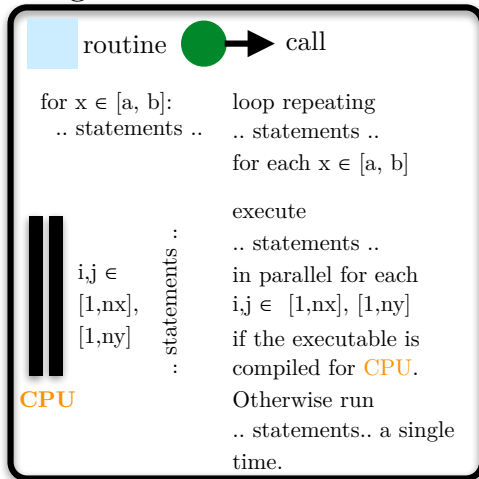 routine
call
for x ∈ [a, b]:
.. statements ..
loop repeating
.. statements ..
for each x ∈ [a, b]
i,j ∈
[1,nx],
[1,ny]
.. statements ..
CPU
execute
.. statements ..
in parallel for each
i,j ∈ [1,nx], [1,ny]
if the executable is
compiled for CPU.
Otherwise run
.. statements.. a single
time.